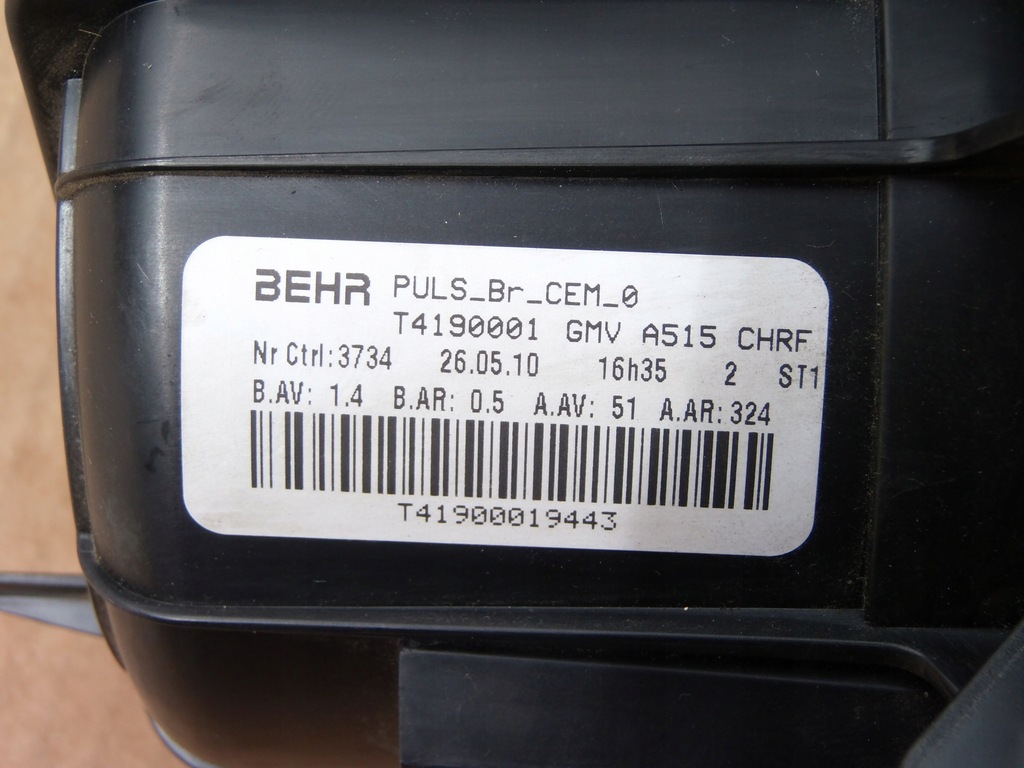 BEHR PULS_Br_CEM_0
T4190001 GMV A515 CHRF
Nr Ctrl:3734 26.05.10 16h35 2 ST1
B.AV: 1.4 B.AR: 0.5 A.AV: 51 A.AR: 324
T41900019443